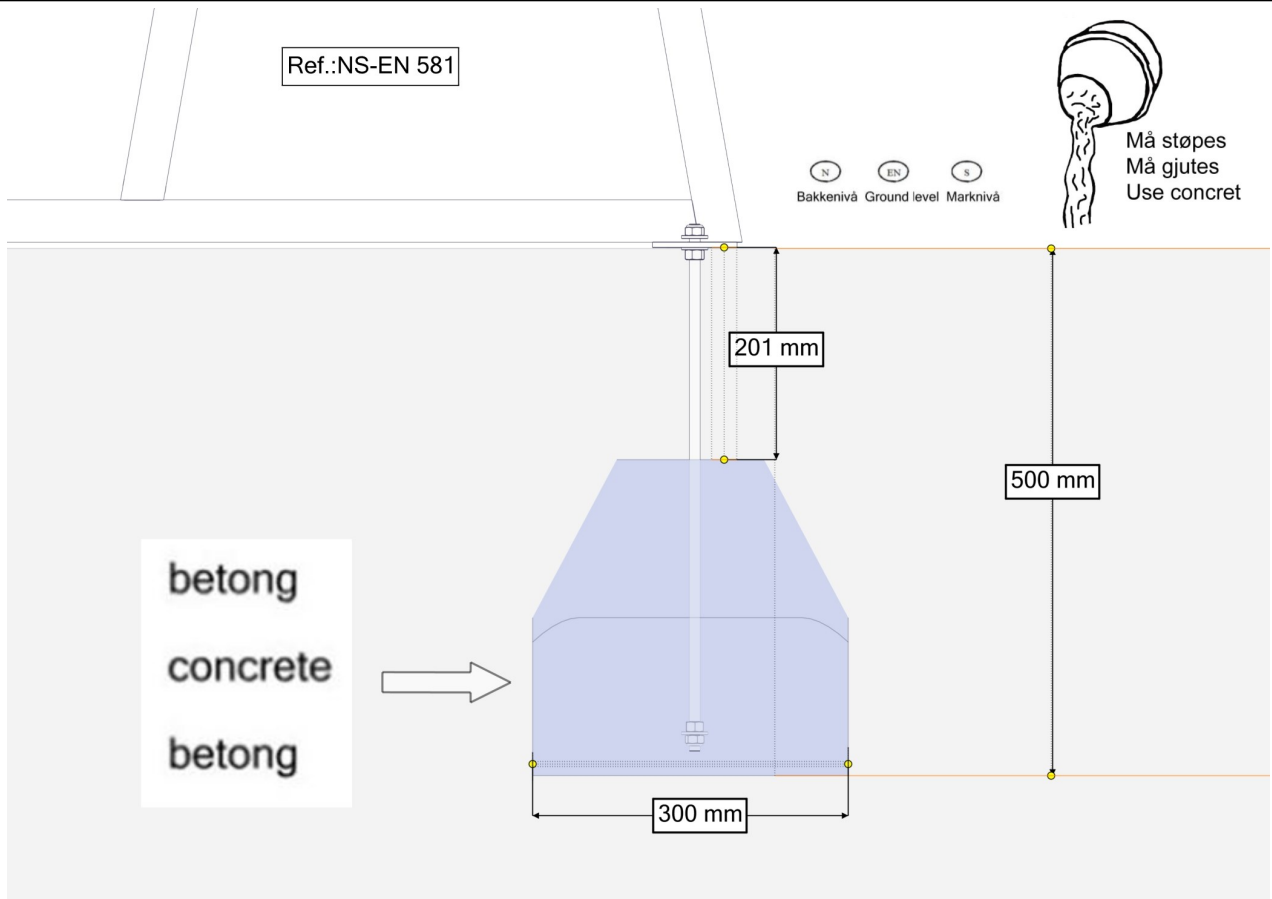 Ref.:NS-EN 581
Må støpes
Må gjutes
Use concret
N EN S
Bakkenivå Ground level Marknivå
201 mm
500 mm
betong
concrete
betong
300 mm